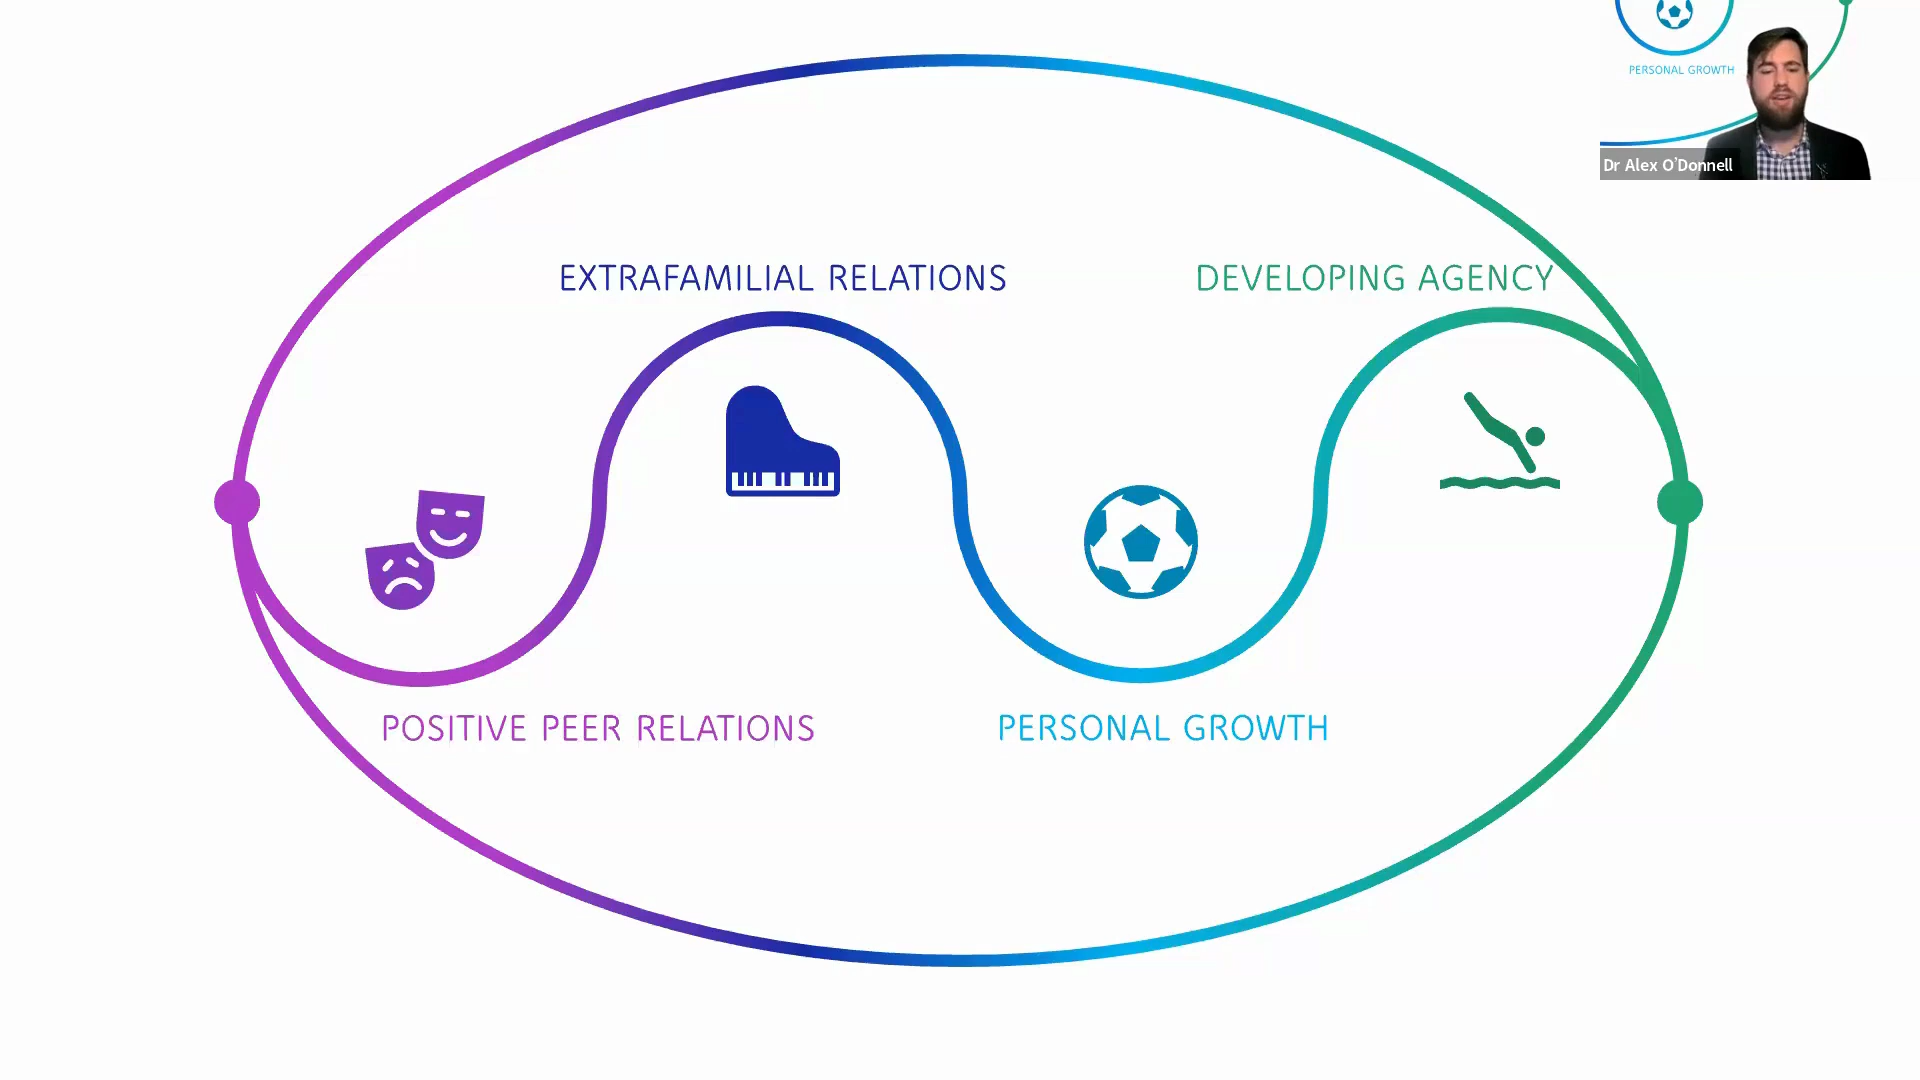 PERSONAL GROWTH
Dr Alex O'Donnell
EXTRAFAMILIAL RELATIONS
DEVELOPING AGENCY
POSITIVE PEER RELATIONS
PERSONAL GROWTH